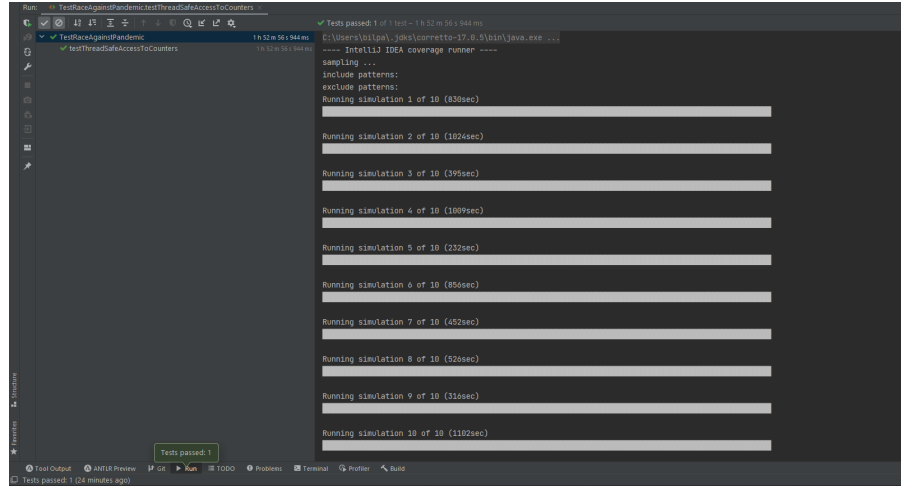 Run: TestRaceAgainstPandemic.testThreadSafeAccessToCounters ×
Tests passed: 1 of 1 test – 1 h 52 m 56 s 944 ms
TestRaceAgainstPandemic 1 h 52 m 56 s 944 ms
testThreadSafeAccessToCounters 1 h 52 m 56 s 944 ms
C:\Users\bilpa\.jdks\corretto-17.0.5\bin\java.exe ...
---- IntelliJ IDEA coverage runner ----
sampling ...
include patterns:
exclude patterns:
Running simulation 1 of 10 (830sec)
Running simulation 2 of 10 (1024sec)
Running simulation 3 of 10 (395sec)
Running simulation 4 of 10 (1009sec)
Running simulation 5 of 10 (232sec)
Running simulation 6 of 10 (856sec)
Running simulation 7 of 10 (452sec)
Running simulation 8 of 10 (526sec)
Running simulation 9 of 10 (316sec)
Running simulation 10 of 10 (1102sec)
Structure
Favorites
Tests passed: 1
Tool Output ANTLR Preview Git Run TODO Problems Terminal Profiler Build
Tests passed: 1 (24 minutes ago)